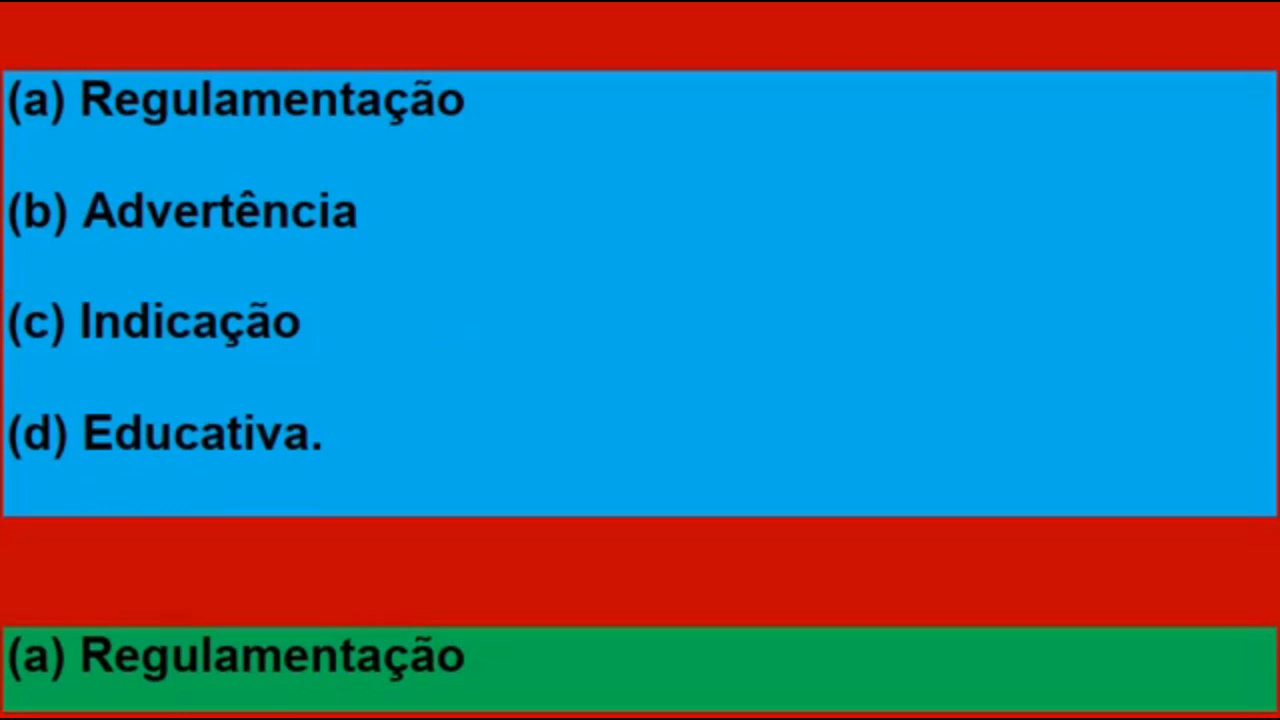 (a) Regulamentação
(b) Advertência
(c) Indicação
(d) Educativa.
(a) Regulamentação